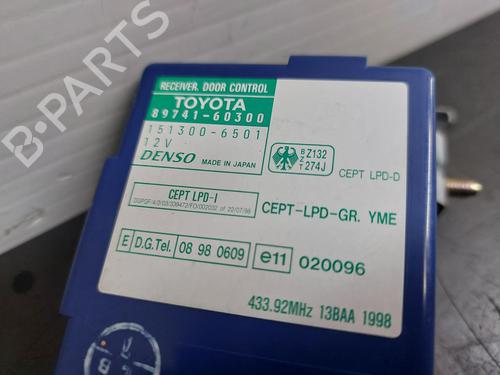 B-PARTS
RECEIVER. DOOR CONTROL
TOYOTA
89741-60300
151300-6501
12V
DENSO MADE IN JAPAN
B Z132
Z
T 274J
CEPT LPD-D
CEPT LPD-I
CEPT-LPD-GR. YME
E D.G.Tel. 08 98 0609 e11 020096
433.92MHz 13BAA 1998